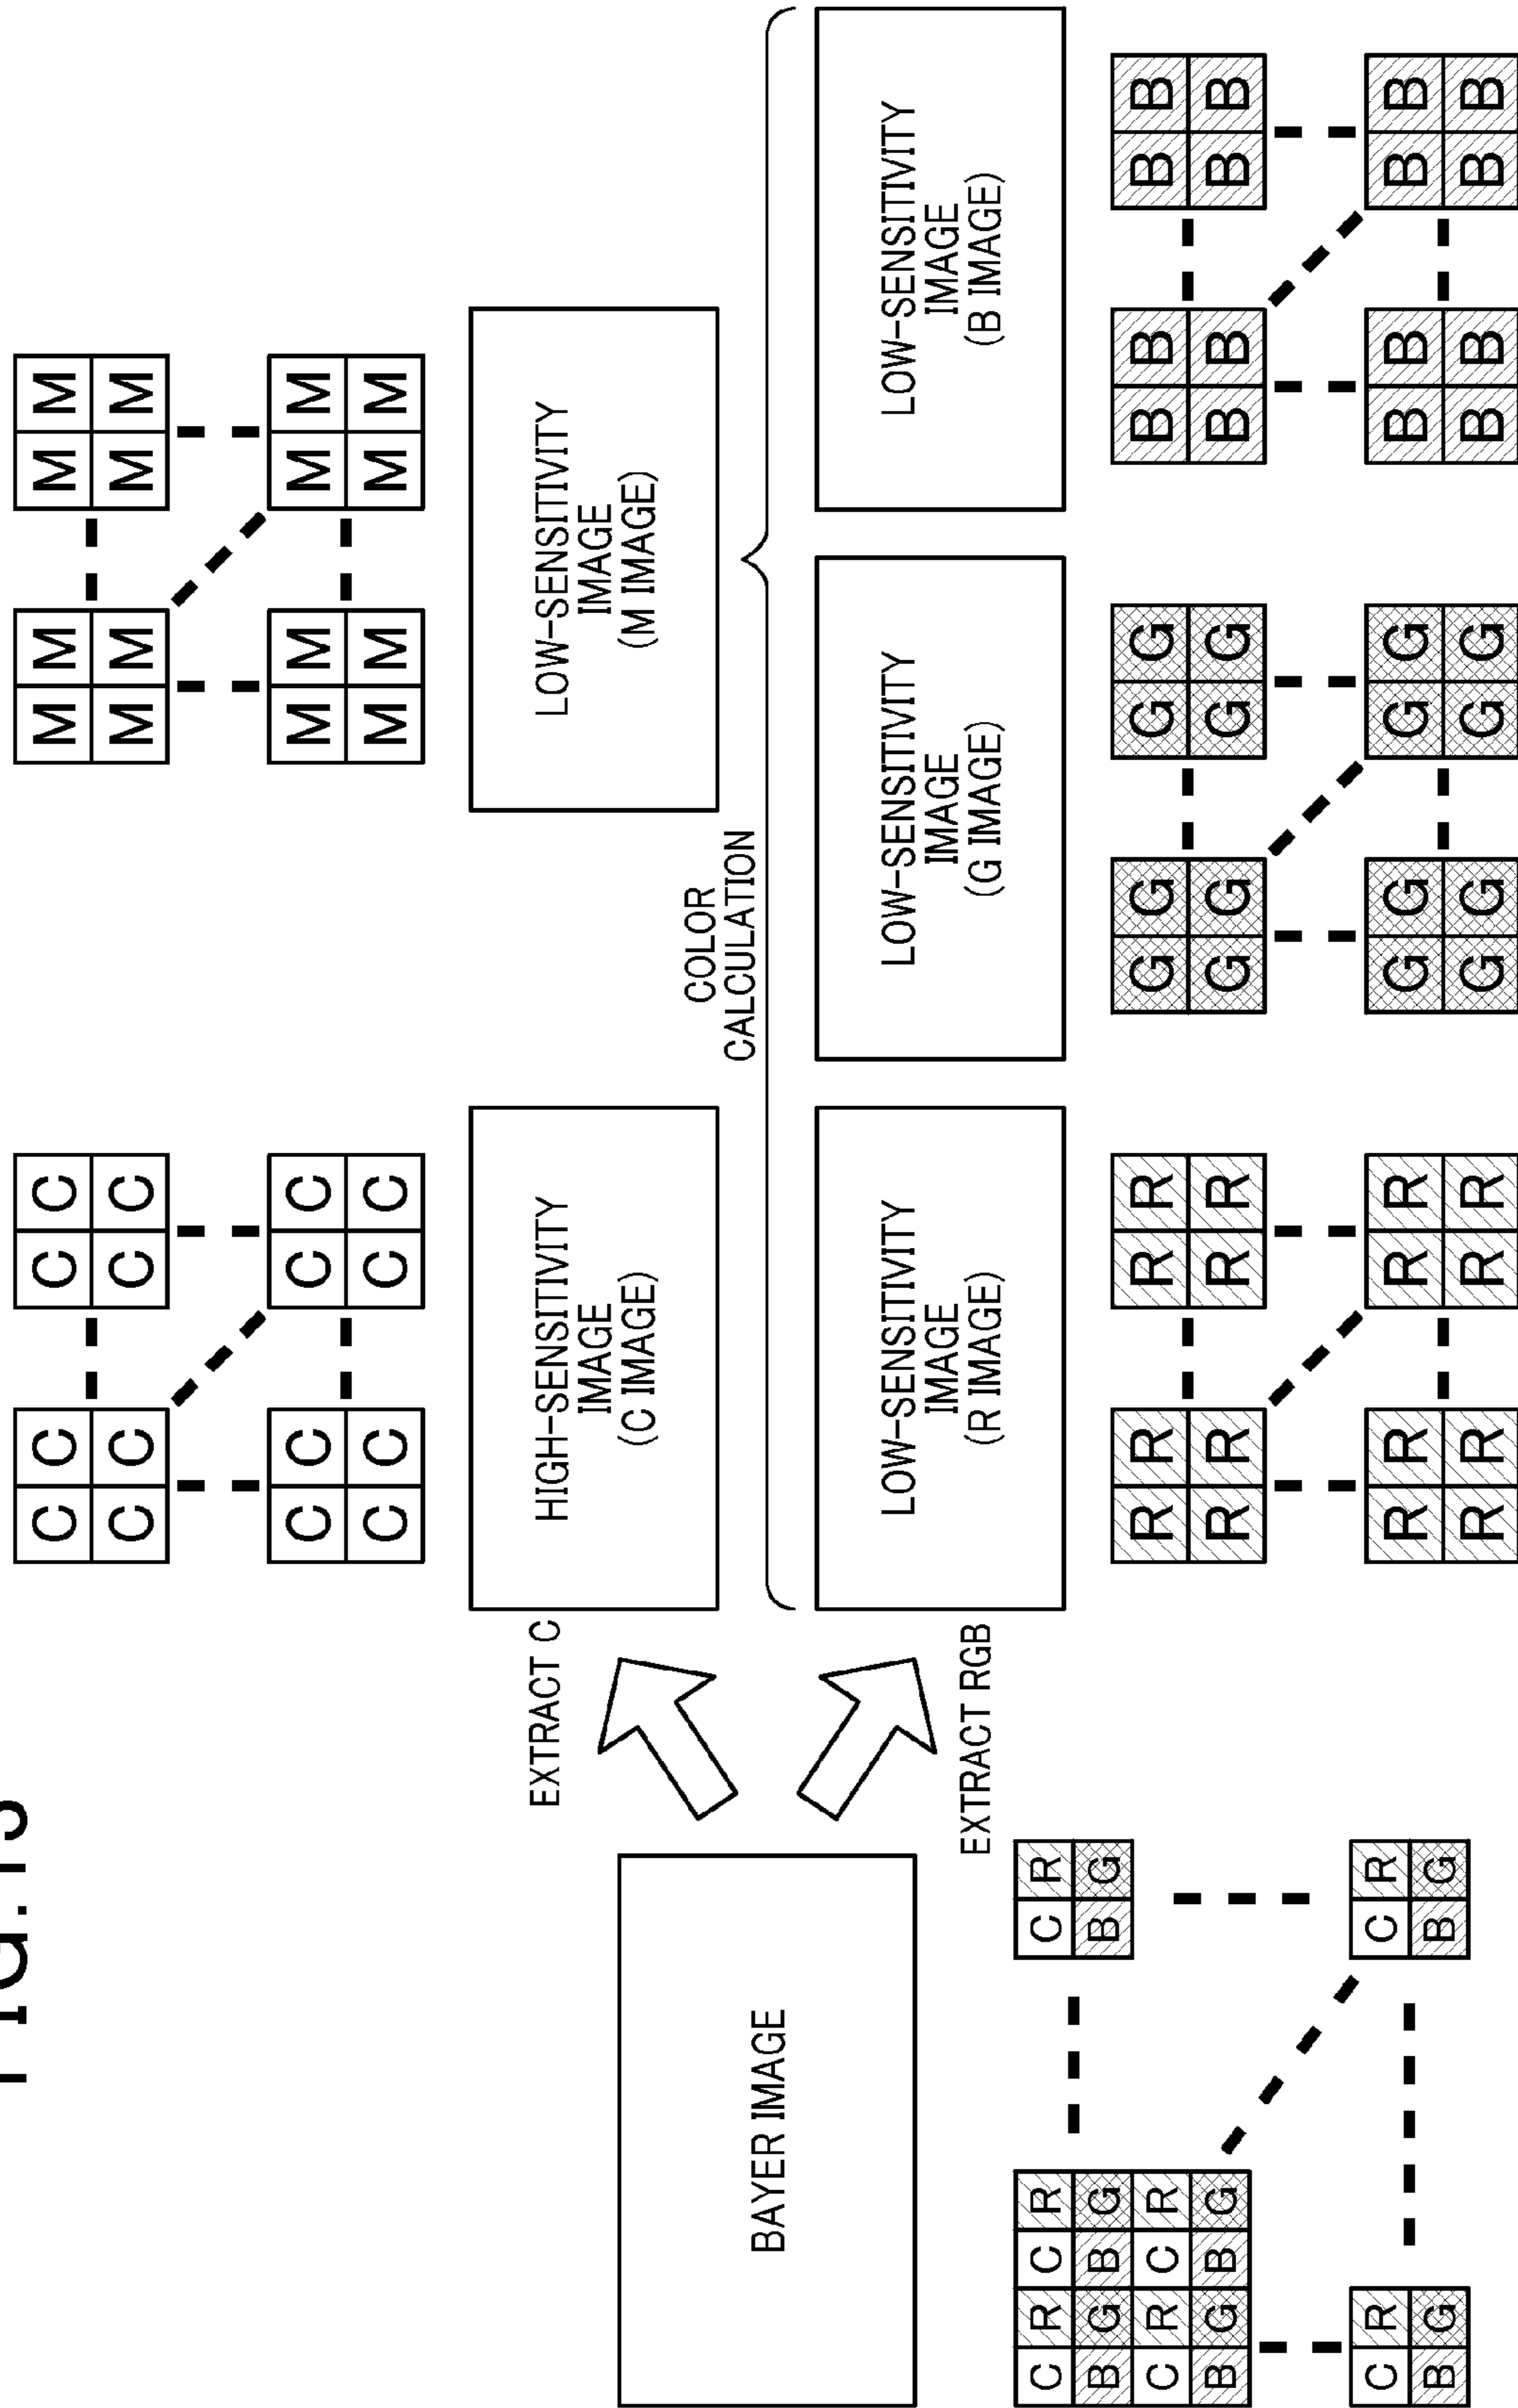 C C C C
C C C C
C C C C
C C C C
M M M M
M M M M
M M M M
M M M M
EXTRACT C
HIGH-SENSITIVITY
IMAGE
(C IMAGE)
LOW-SENSITIVITY
IMAGE
(M IMAGE)
COLOR
CALCULATION
BAYER IMAGE
EXTRACT RGB
LOW-SENSITIVITY
IMAGE
(R IMAGE)
LOW-SENSITIVITY
IMAGE
(G IMAGE)
LOW-SENSITIVITY
IMAGE
(B IMAGE)
C R C R C R
B G B G B G
C R C R
B G B G
C R C R
B G B G
R R R R
R R R R
R R R R
R R R R
G G G G
G G G G
G G G G
G G G G
B B B B
B B B B
B B B B
B B B B